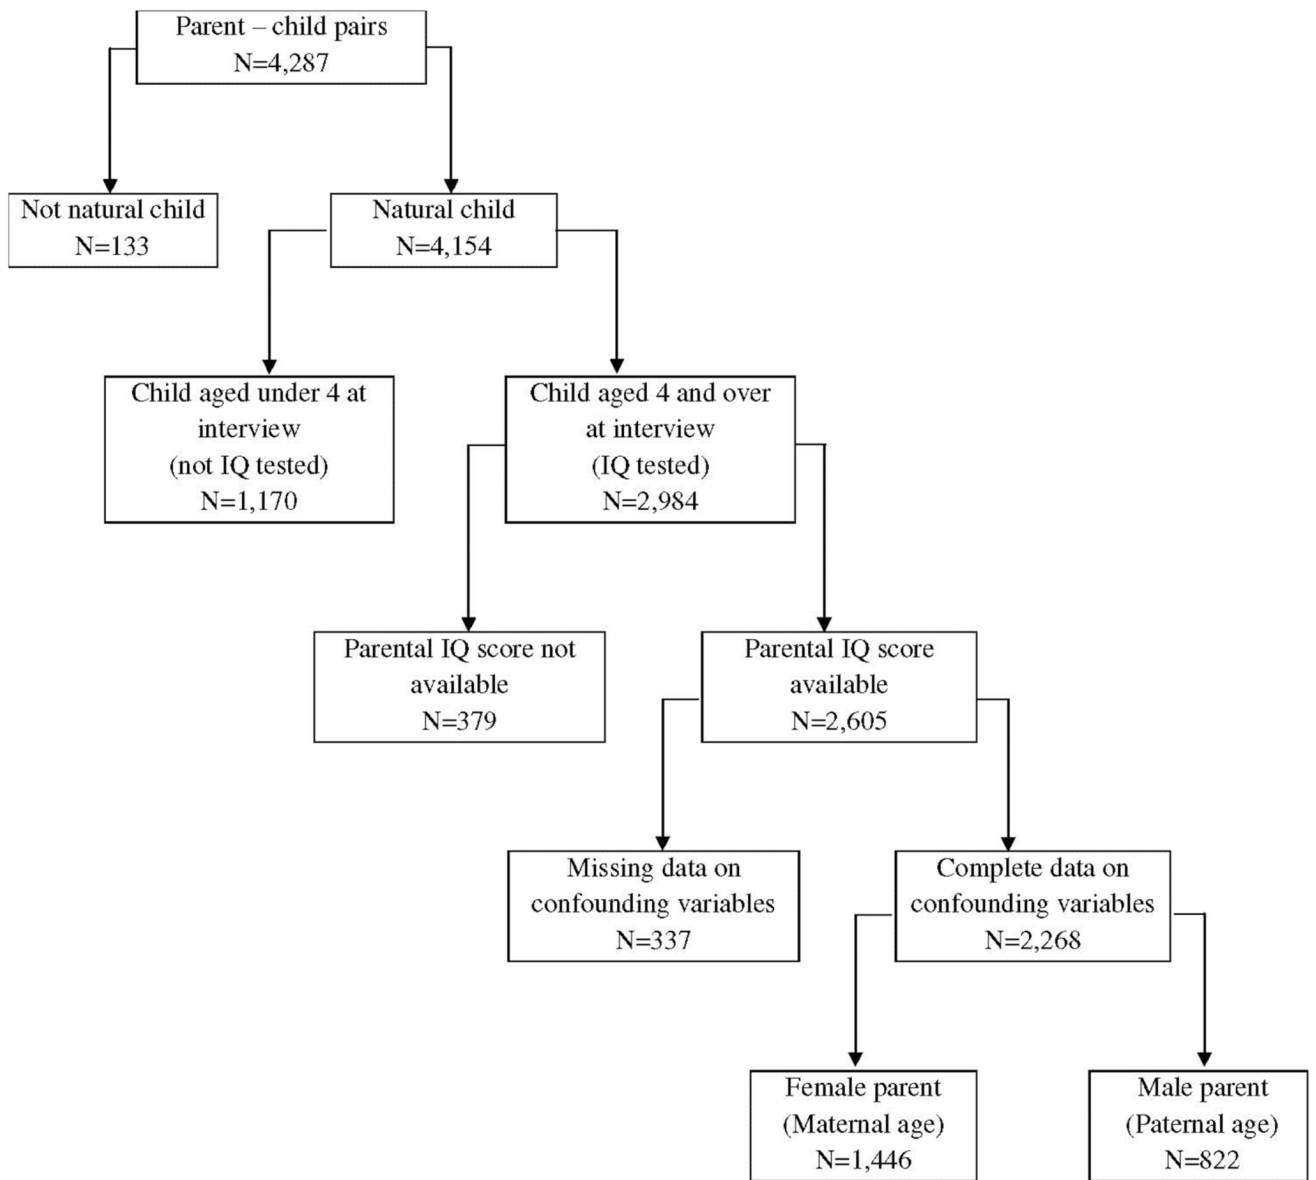 Parent – child pairs
N=4,287
Not natural child
N=133
Natural child
N=4,154
Child aged under 4 at
interview
(not IQ tested)
N=1,170
Child aged 4 and over
at interview
(IQ tested)
N=2,984
Parental IQ score not
available
N=379
Parental IQ score
available
N=2,605
Missing data on
confounding variables
N=337
Complete data on
confounding variables
N=2,268
Female parent
(Maternal age)
N=1,446
Male parent
(Paternal age)
N=822